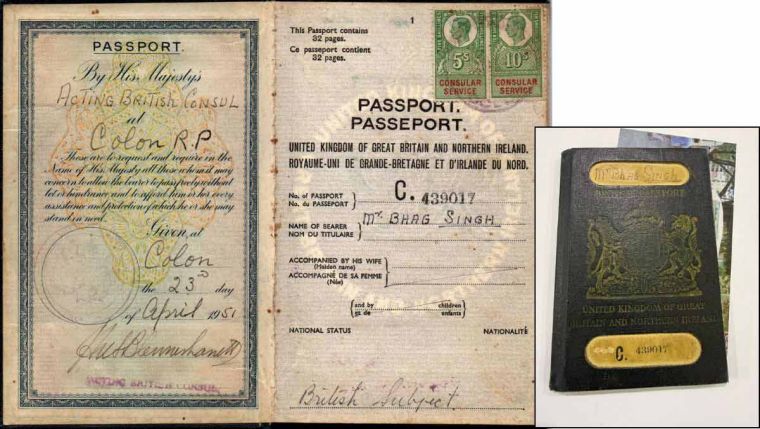 PASSPORT.
By His Majesty's
ACTING BRITISH CONSUL
at
Colon R.P
These are to request and require in the
Name of His Majesty all those whom it may
concern to allow the bearer to pass freely without
let or hindrance and to afford him or her every
assistance and protection of which he or she may
stand in need.
Given at
Colon
the 23rd day
of April 1951
ACTING BRITISH CONSUL
1
This Passport contains
32 pages.
Ce passeport contient
32 pages.
5s 10s
CONSULAR SERVICE CONSULAR SERVICE
PASSPORT.
PASSEPORT.
UNITED KINGDOM OF GREAT BRITAIN AND NORTHERN IRELAND.
ROYAUME-UNI DE GRANDE-BRETAGNE ET D'IRLANDE DU NORD.
No. of PASSPORT
No. du PASSEPORT
C. 439017
NAME OF BEARER
NOM DU TITULAIRE
Mr. BHAG SINGH
ACCOMPANIED BY HIS WIFE
(Maiden name)
ACCOMPAGNÉ DE SA FEMME
(Née)
and by children
et de enfants
NATIONAL STATUS NATIONALITÉ
British Subject
Mr. BHAG SINGH
UNITED KINGDOM OF GREAT
BRITAIN AND NORTHERN IRELAND
C. 439017